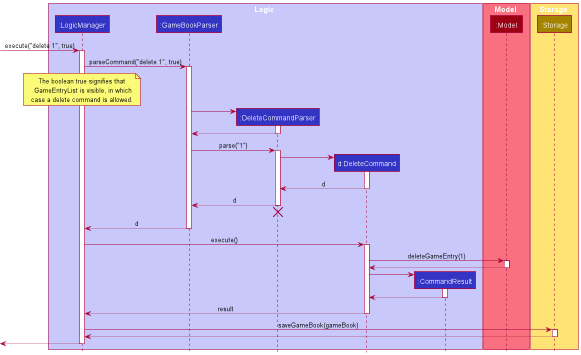 Logic
Model
Storage
:LogicManager
:GameBookParser
:Model
:Storage
execute("delete 1", true)
parseCommand("delete 1", true)
The boolean true signifies that
GameEntryList is visible, in which
case a delete command is allowed.
:DeleteCommandParser
parse("1")
d:DeleteCommand
d
d
d
execute()
deleteGameEntry(1)
:CommandResult
result
saveGameBook(gameBook)